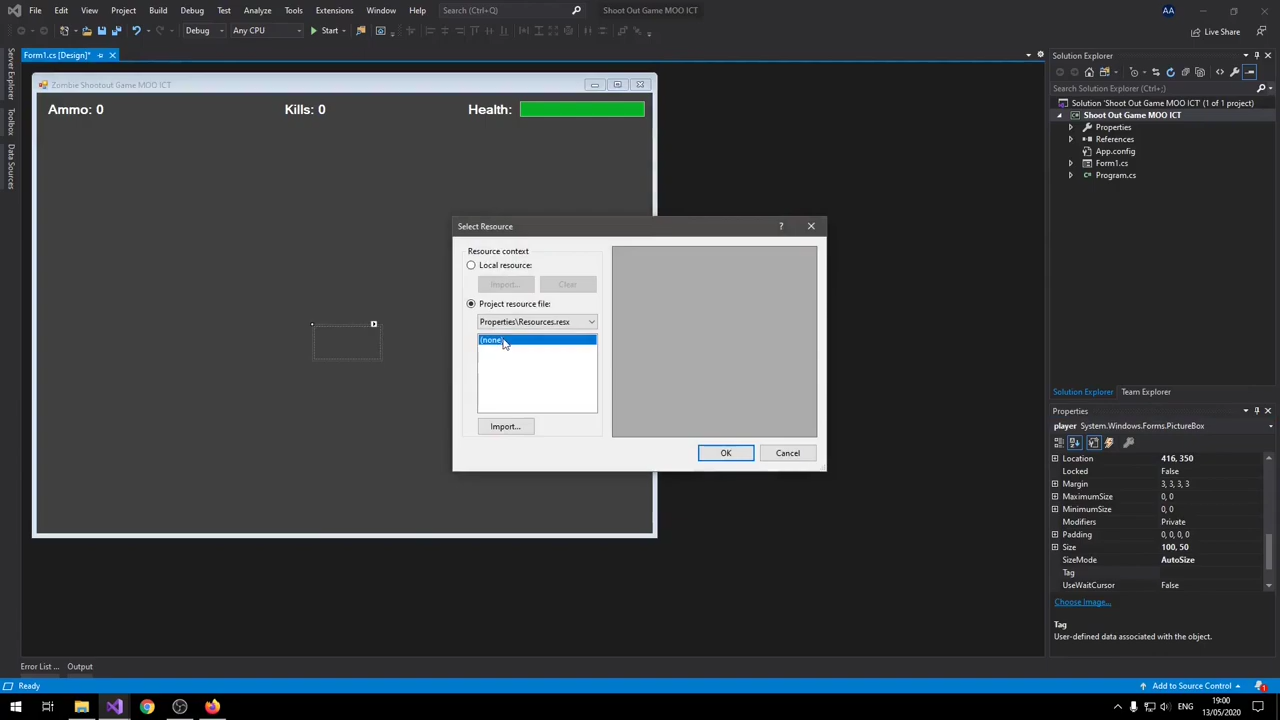 File Edit View Project Build Debug Test Analyze Tools Extensions Window Help Search (Ctrl+Q) Shoot Out Game MOO ICT AA
Debug Any CPU Start Live Share
Form1.cs [Design]*
Server Explorer
Toolbox
Data Sources
Zombie Shootout Game MOO ICT
Ammo: 0 Kills: 0 Health:
Select Resource ?
Resource context
Local resource:
Import... Clear
Project resource file:
Properties\Resources.resx
(none)
Import...
OK Cancel
Solution Explorer
Search Solution Explorer (Ctrl+;)
Solution 'Shoot Out Game MOO ICT' (1 of 1 project)
Shoot Out Game MOO ICT
Properties
References
App.config
Form1.cs
Program.cs
Solution Explorer Team Explorer
Properties
player System.Windows.Forms.PictureBox
Location 416, 350
Locked False
Margin 3, 3, 3, 3
MaximumSize 0, 0
MinimumSize 0, 0
Modifiers Private
Padding 0, 0, 0, 0
Size 100, 50
SizeMode AutoSize
Tag
UseWaitCursor False
Choose Image...
Tag
User-defined data associated with the object.
Error List ... Output
Ready Add to Source Control 1
ENG 19:00
13/05/2020